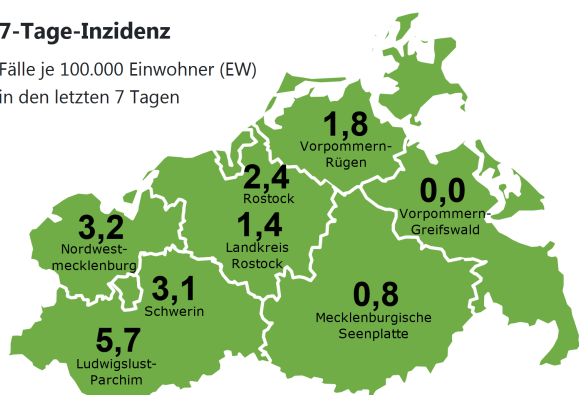 7-Tage-Inzidenz
Fälle je 100.000 Einwohner (EW)
in den letzten 7 Tagen
1,8
Vorpommern-
Rügen
2,4
Rostock
0,0
Vorpommern-
Greifswald
3,2
Nordwest-
mecklenburg
1,4
Landkreis
Rostock
3,1
Schwerin
0,8
Mecklenburgische
Seenplatte
5,7
Ludwigslust-
Parchim